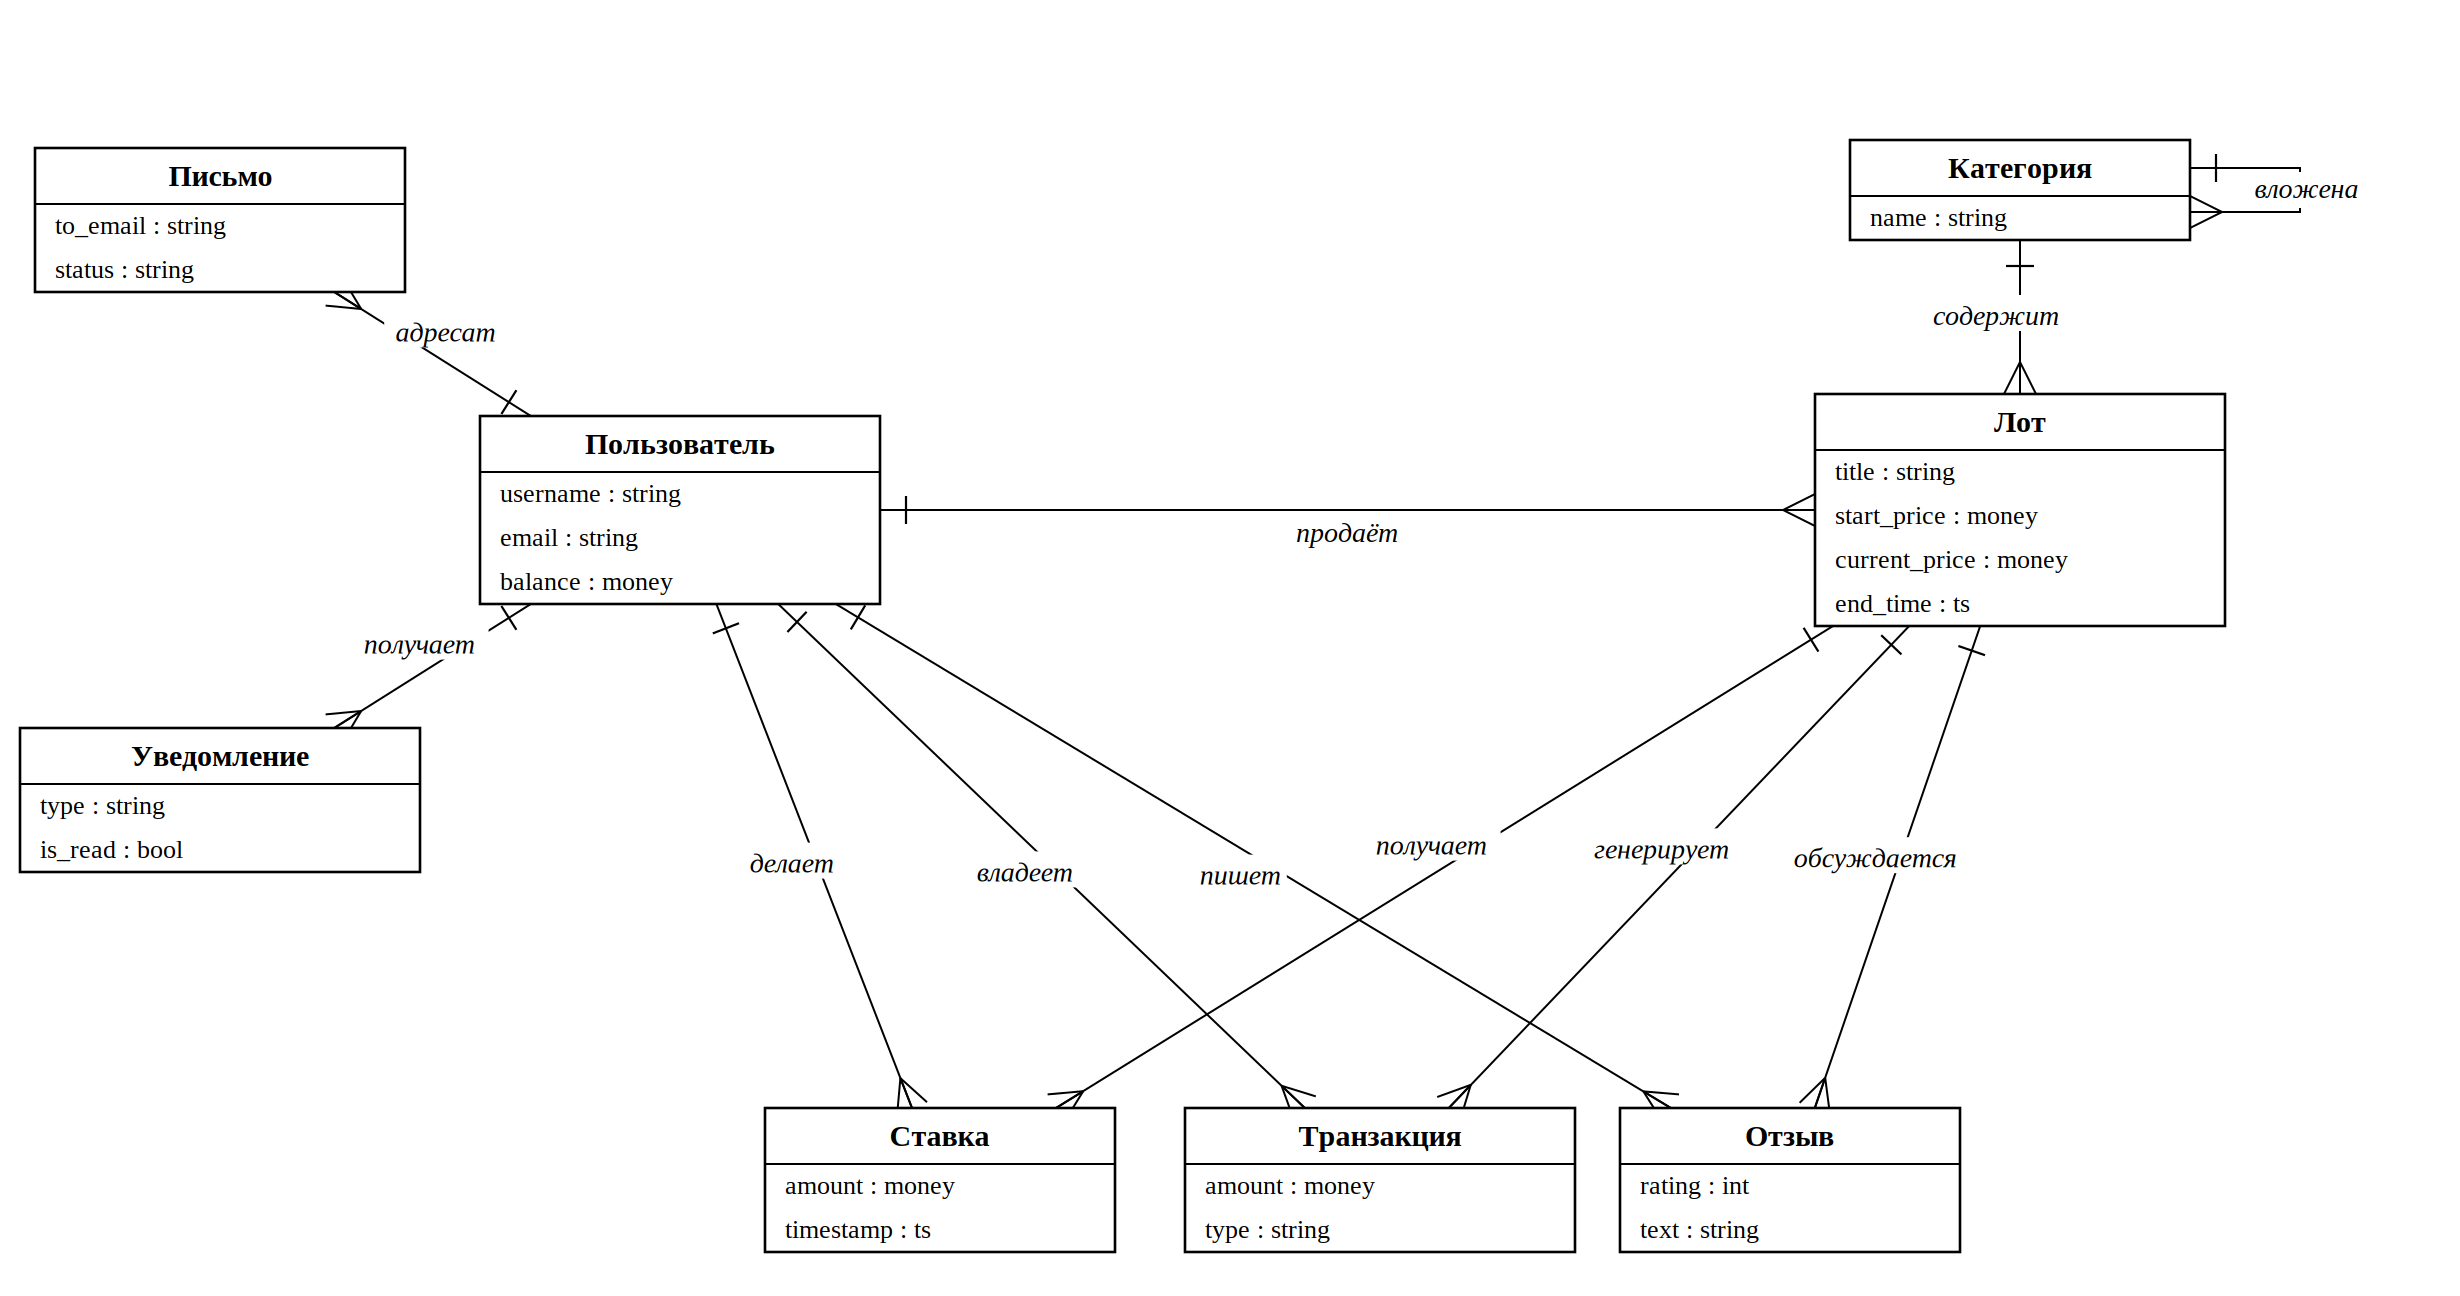 Письмо
to_email : string
status : string
Категория
name : string
вложена
содержит
адресат
Пользователь
username : string
email : string
balance : money
продаёт
Лот
title : string
start_price : money
current_price : money
end_time : ts
получает
Уведомление
type : string
is_read : bool
делает
владеет
пишет
получает
генерирует
обсуждается
Ставка
amount : money
timestamp : ts
Транзакция
amount : money
type : string
Отзыв
rating : int
text : string